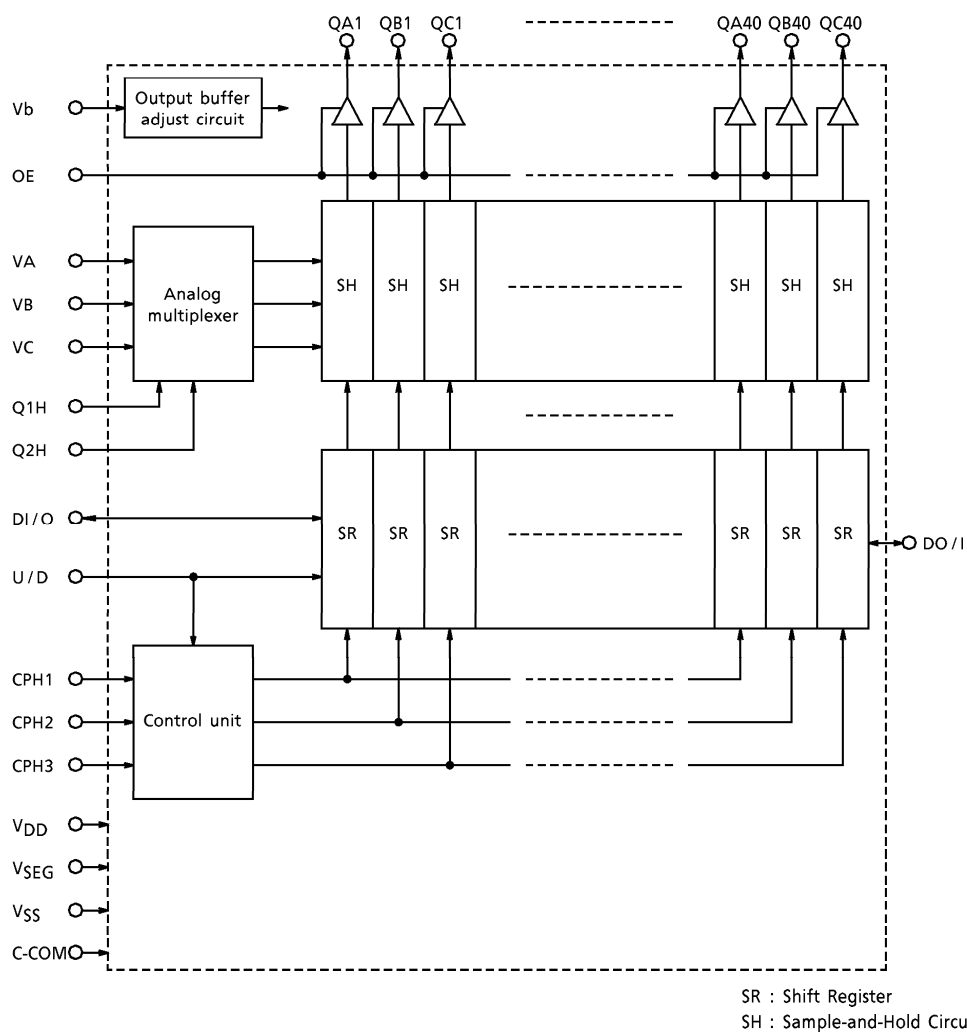 QA1 QB1 QC1 QA40 QB40 QC40
Vb
Output buffer
adjust circuit
OE
VA
VB
VC
Analog
multiplexer
SH SH SH SH SH SH
Q1H
Q2H
DI/O
SR SR SR SR SR SR
DO/I
U/D
CPH1
CPH2
CPH3
Control unit
VDD
VSEG
VSS
C-COM
SR : Shift Register
SH : Sample-and-Hold Circu